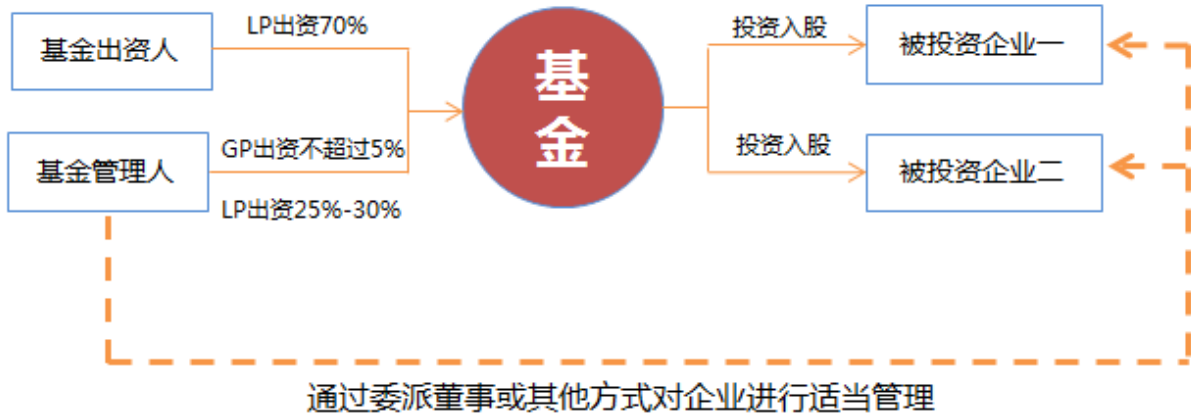 LP出资70%
基金出资人
投资入股
被投资企业一
基
金
GP出资不超过5%
基金管理人
LP出资25%-30%
投资入股
被投资企业二
通过委派董事或其他方式对企业进行适当管理